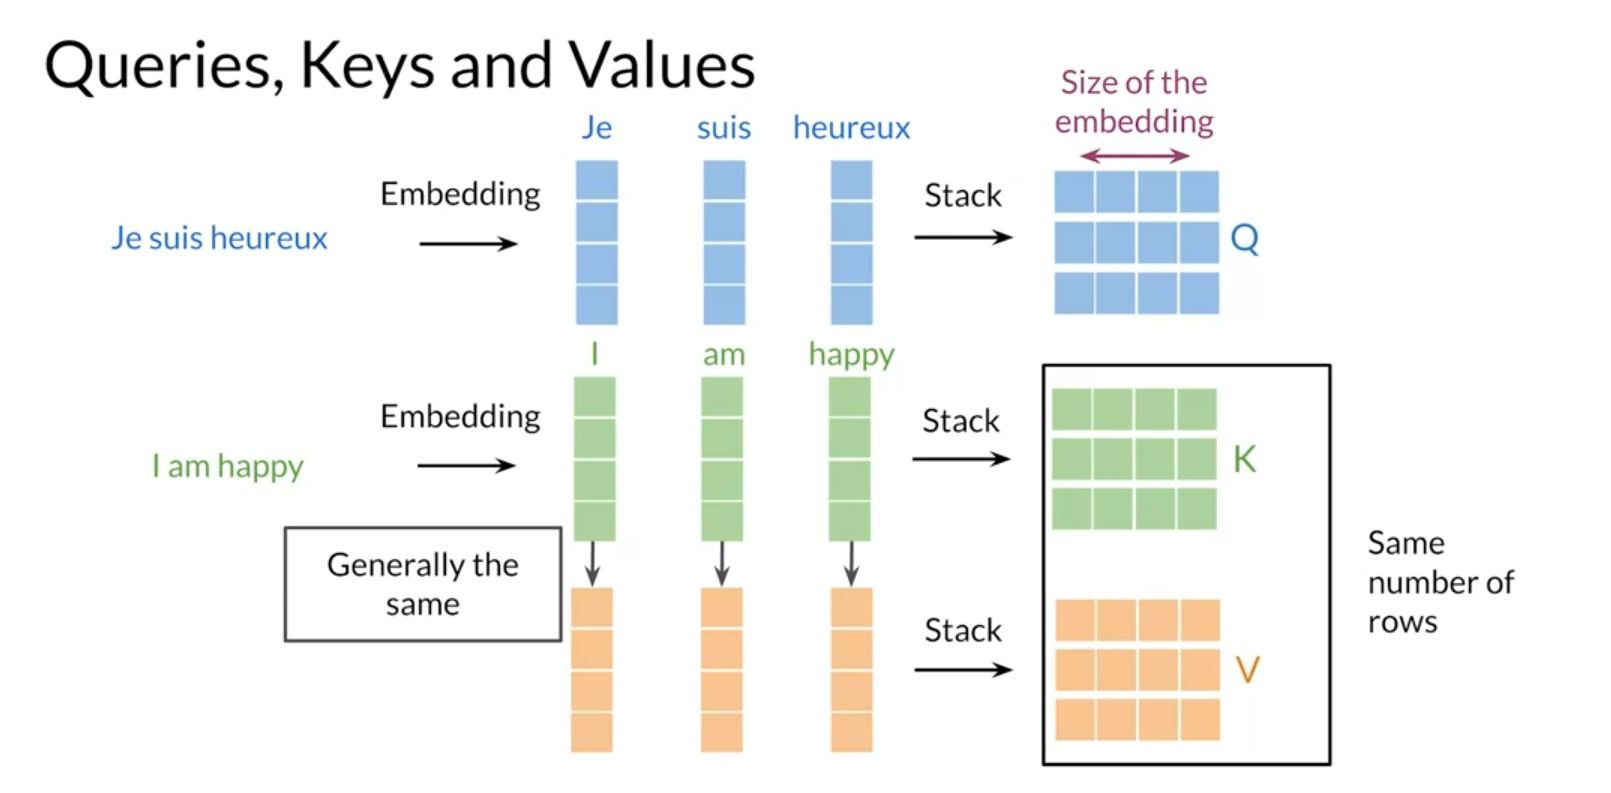 Queries, Keys and Values
Size of the
embedding
Je suis heureux
Embedding
Stack
Je suis heureux
Q
I am happy
Embedding
Stack
I am happy
K
Generally the
same
Same
number of
rows
Stack
V